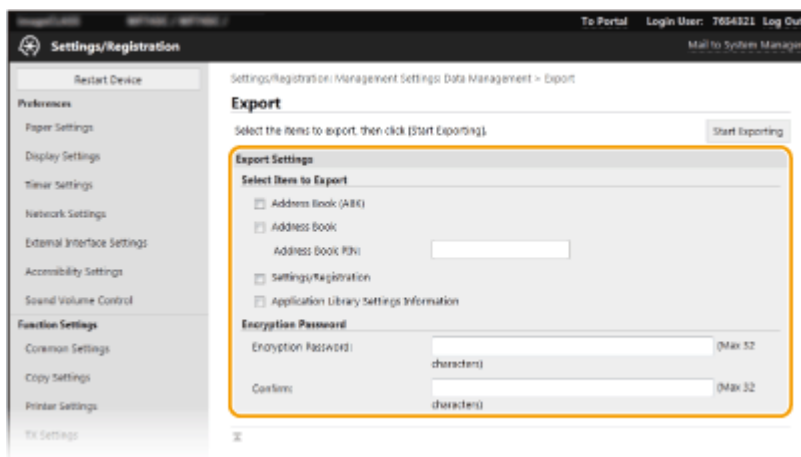 To Portal Login User: 7654321 Log Out
Settings/Registration
Mail to System Manager
Restart Device
Settings/Registration: Management Settings: Data Management > Export
Preferences
Export
Paper Settings
Select the items to export, then click [Start Exporting].
Start Exporting
Display Settings
Export Settings
Select Item to Export
Timer Settings
Address Book (ABK)
Network Settings
Address Book
External Interface Settings
Address Book PIN:
Accessibility Settings
Settings/Registration
Sound Volume Control
Application Library Settings Information
Function Settings
Encryption Password
Common Settings
Encryption Password: (Max 32
characters)
Copy Settings
Confirm: (Max 32
characters)
Printer Settings
TX Settings